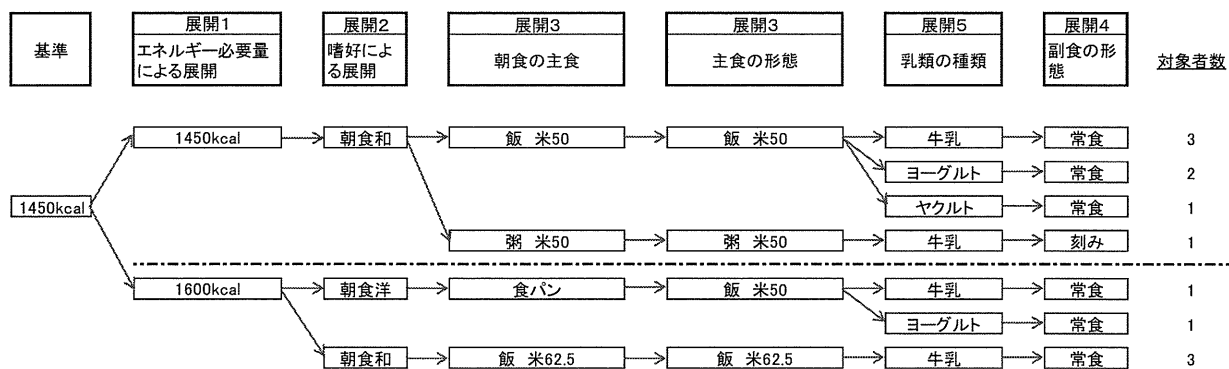 基準
展開1
エネルギー必要量
による展開
展開2
嗜好によ
る展開
展開3
朝食の主食
展開3
主食の形態
展開5
乳類の種類
展開4
副食の形
態
対象者数
1450kcal 朝食和 飯 米50 飯 米50 牛乳 常食 3
ヨーグルト 常食 2
1450kcal ヤクルト 常食 1
粥 米50 粥 米50 牛乳 刻み 1
1600kcal 朝食洋 食パン 飯 米50 牛乳 常食 1
ヨーグルト 常食 1
朝食和 飯 米62.5 飯 米62.5 牛乳 常食 3